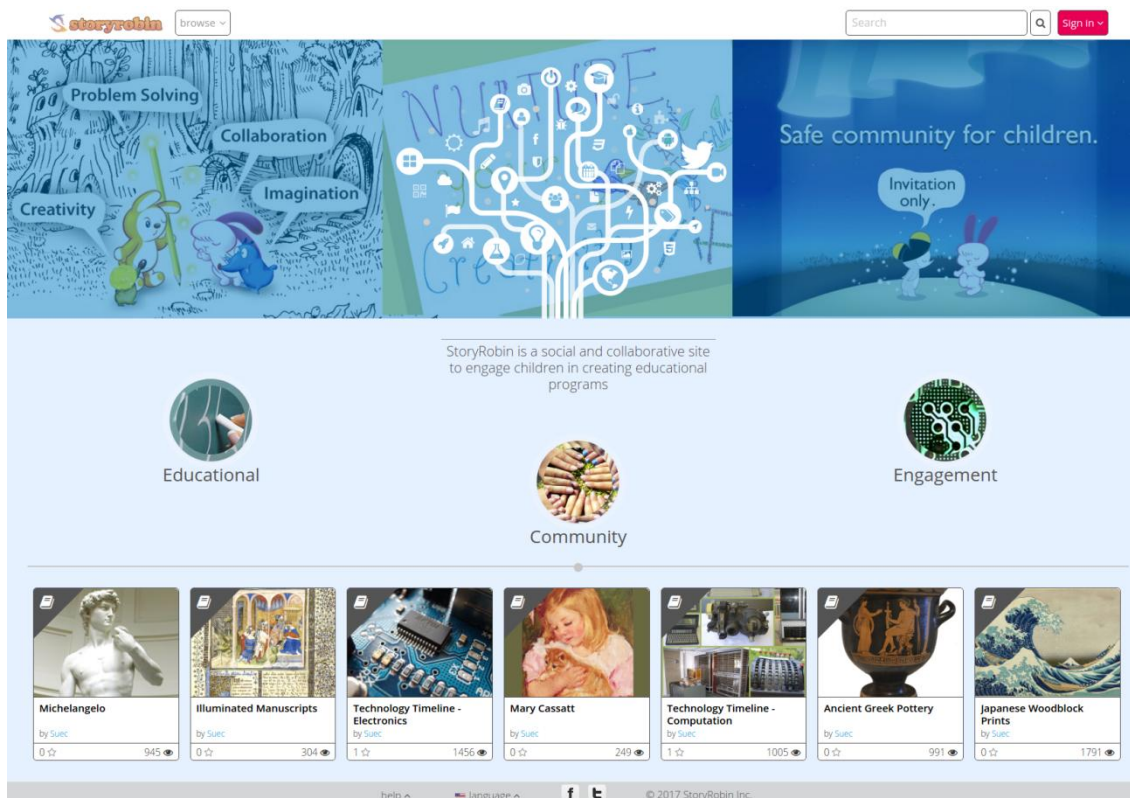 storyrobin
browse
Search
Sign In
Problem Solving
Collaboration
Creativity
Imagination
NURTURE
Safe community for children.
Invitation
only.
StoryRobin is a social and collaborative site
to engage children in creating educational
programs
Educational
Community
Engagement
Michelangelo
by Suec
0 945
Illuminated Manuscripts
by Suec
0 304
Technology Timeline -
Electronics
by Suec
1 1456
Mary Cassatt
by Suec
0 249
Technology Timeline -
Computation
by Suec
1 1005
Ancient Greek Pottery
by Suec
0 991
Japanese Woodblock
Prints
by Suec
0 1791
help language © 2017 StoryRobin Inc.